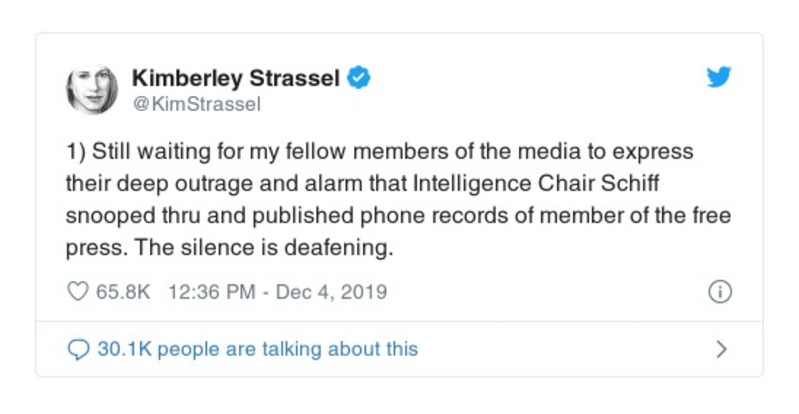 Kimberley Strassel
@KimStrassel
1) Still waiting for my fellow members of the media to express
their deep outrage and alarm that Intelligence Chair Schiff
snooped thru and published phone records of member of the free
press. The silence is deafening.
65.8K 12:36 PM - Dec 4, 2019
30.1K people are talking about this